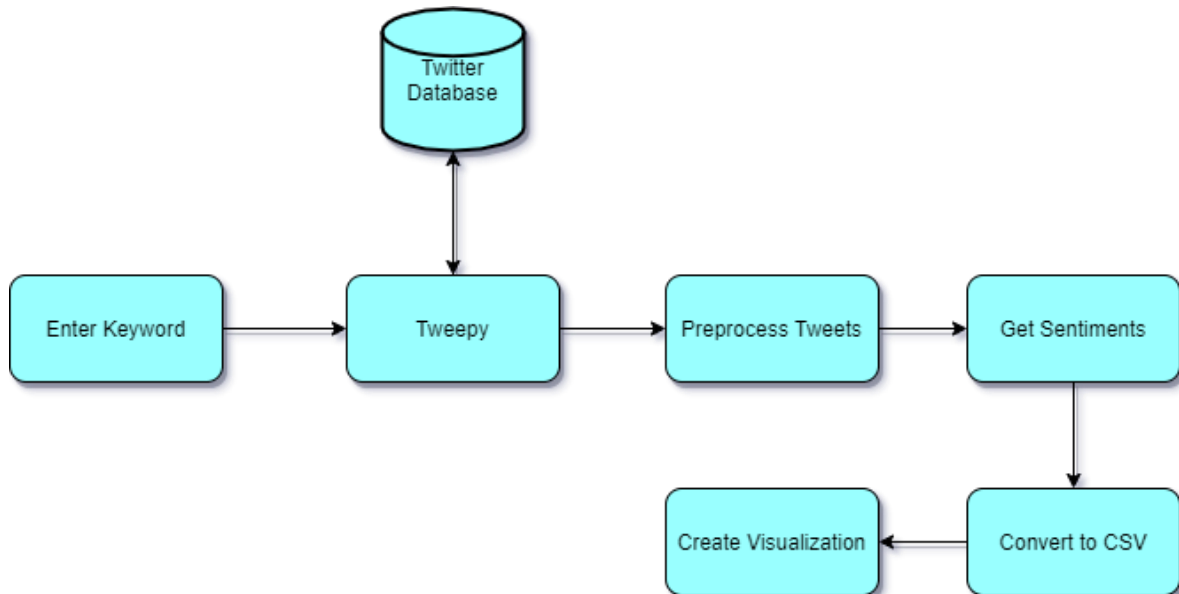 Twitter
Database
Enter Keyword
Tweepy
Preprocess Tweets
Get Sentiments
Create Visualization
Convert to CSV